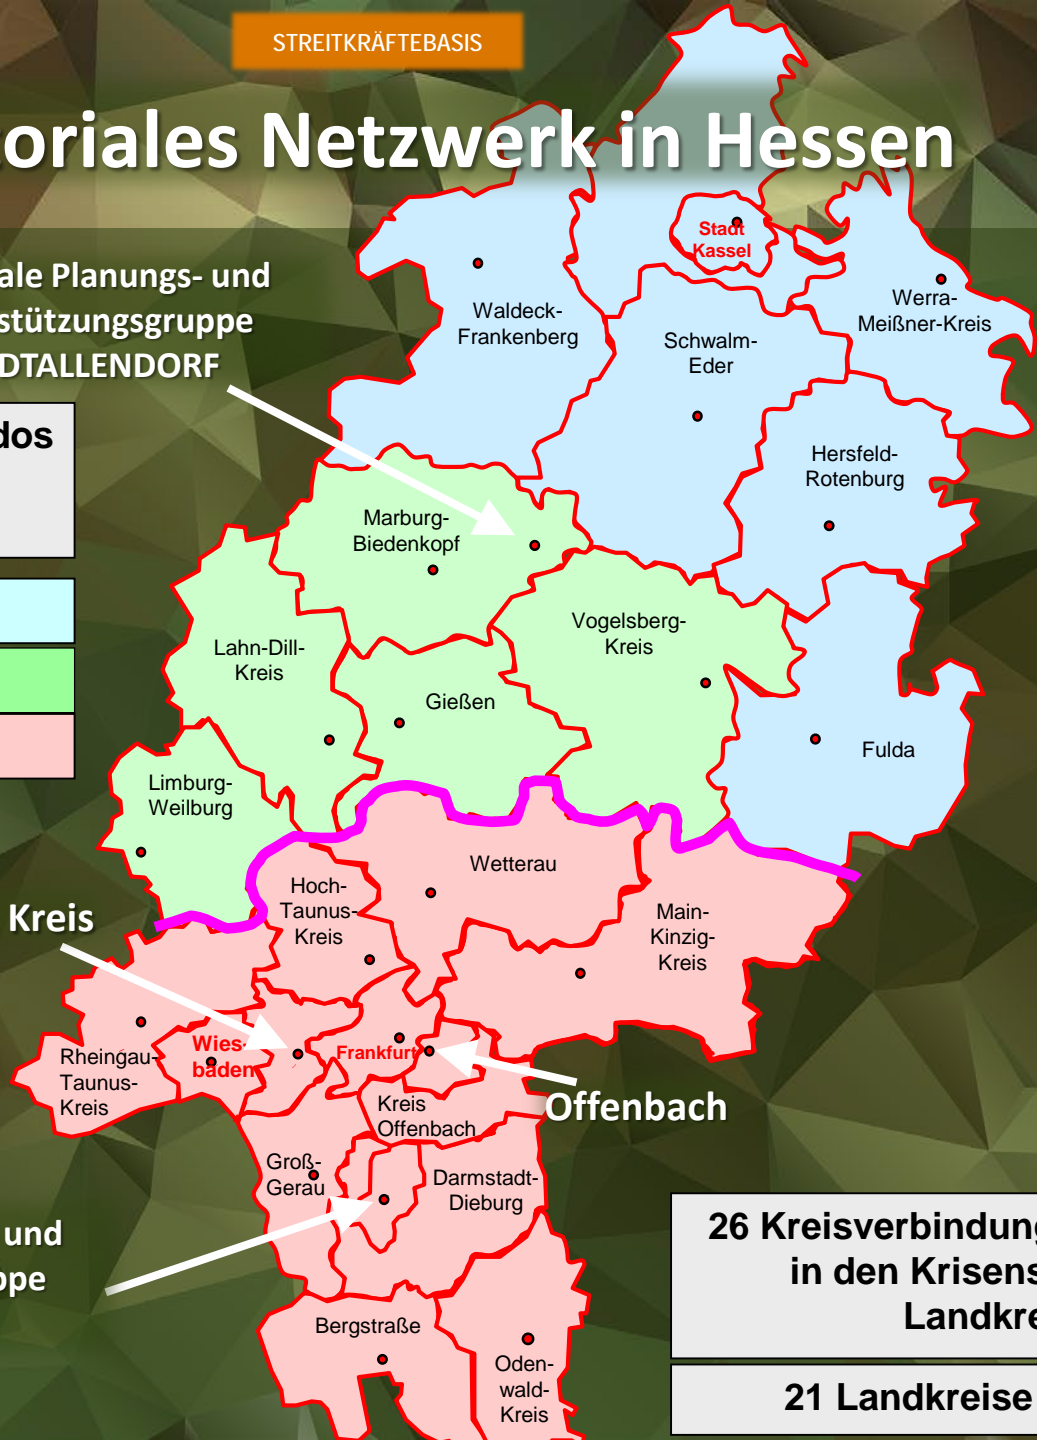 STREITKRÄFTEBASIS
toriales Netzwerk in Hessen
ale Planungs- und
stützungsgruppe
DTALLENDORF
dos
Stadt
Kassel
Waldeck-
Frankenberg
Werra-
Meißner-Kreis
Schwalm-
Eder
Hersfeld-
Rotenburg
Marburg-
Biedenkopf
Vogelsberg-
Kreis
Lahn-Dill-
Kreis
Gießen
Fulda
Limburg-
Weilburg
Wetterau
Hoch-
Taunus-
Kreis
Main-
Kinzig-
Kreis
Kreis
Rheingau-
Taunus-
Kreis
Wies-
baden
Frankfurt
Offenbach
Kreis
Offenbach
Groß-
Gerau
Darmstadt-
Dieburg
und
ppe
Bergstraße
Oden-
wald-
Kreis
26 Kreisverbindung
in den Krisens
Landkre
21 Landkreise